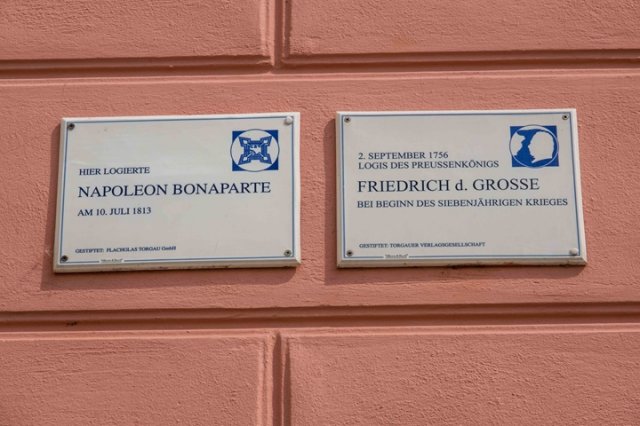 HIER LOGIERTE
NAPOLEON BONAPARTE
AM 10. JULI 1813
GESTIFTET: FLACHGLAS TORGAU GmbH
2. SEPTEMBER 1756
LOGIS DES PREUSSENKÖNIGS
FRIEDRICH d. GROSSE
BEI BEGINN DES SIEBENJÄHRIGEN KRIEGES
GESTIFTET: TORGAUER VERLAGSGESELLSCHAFT